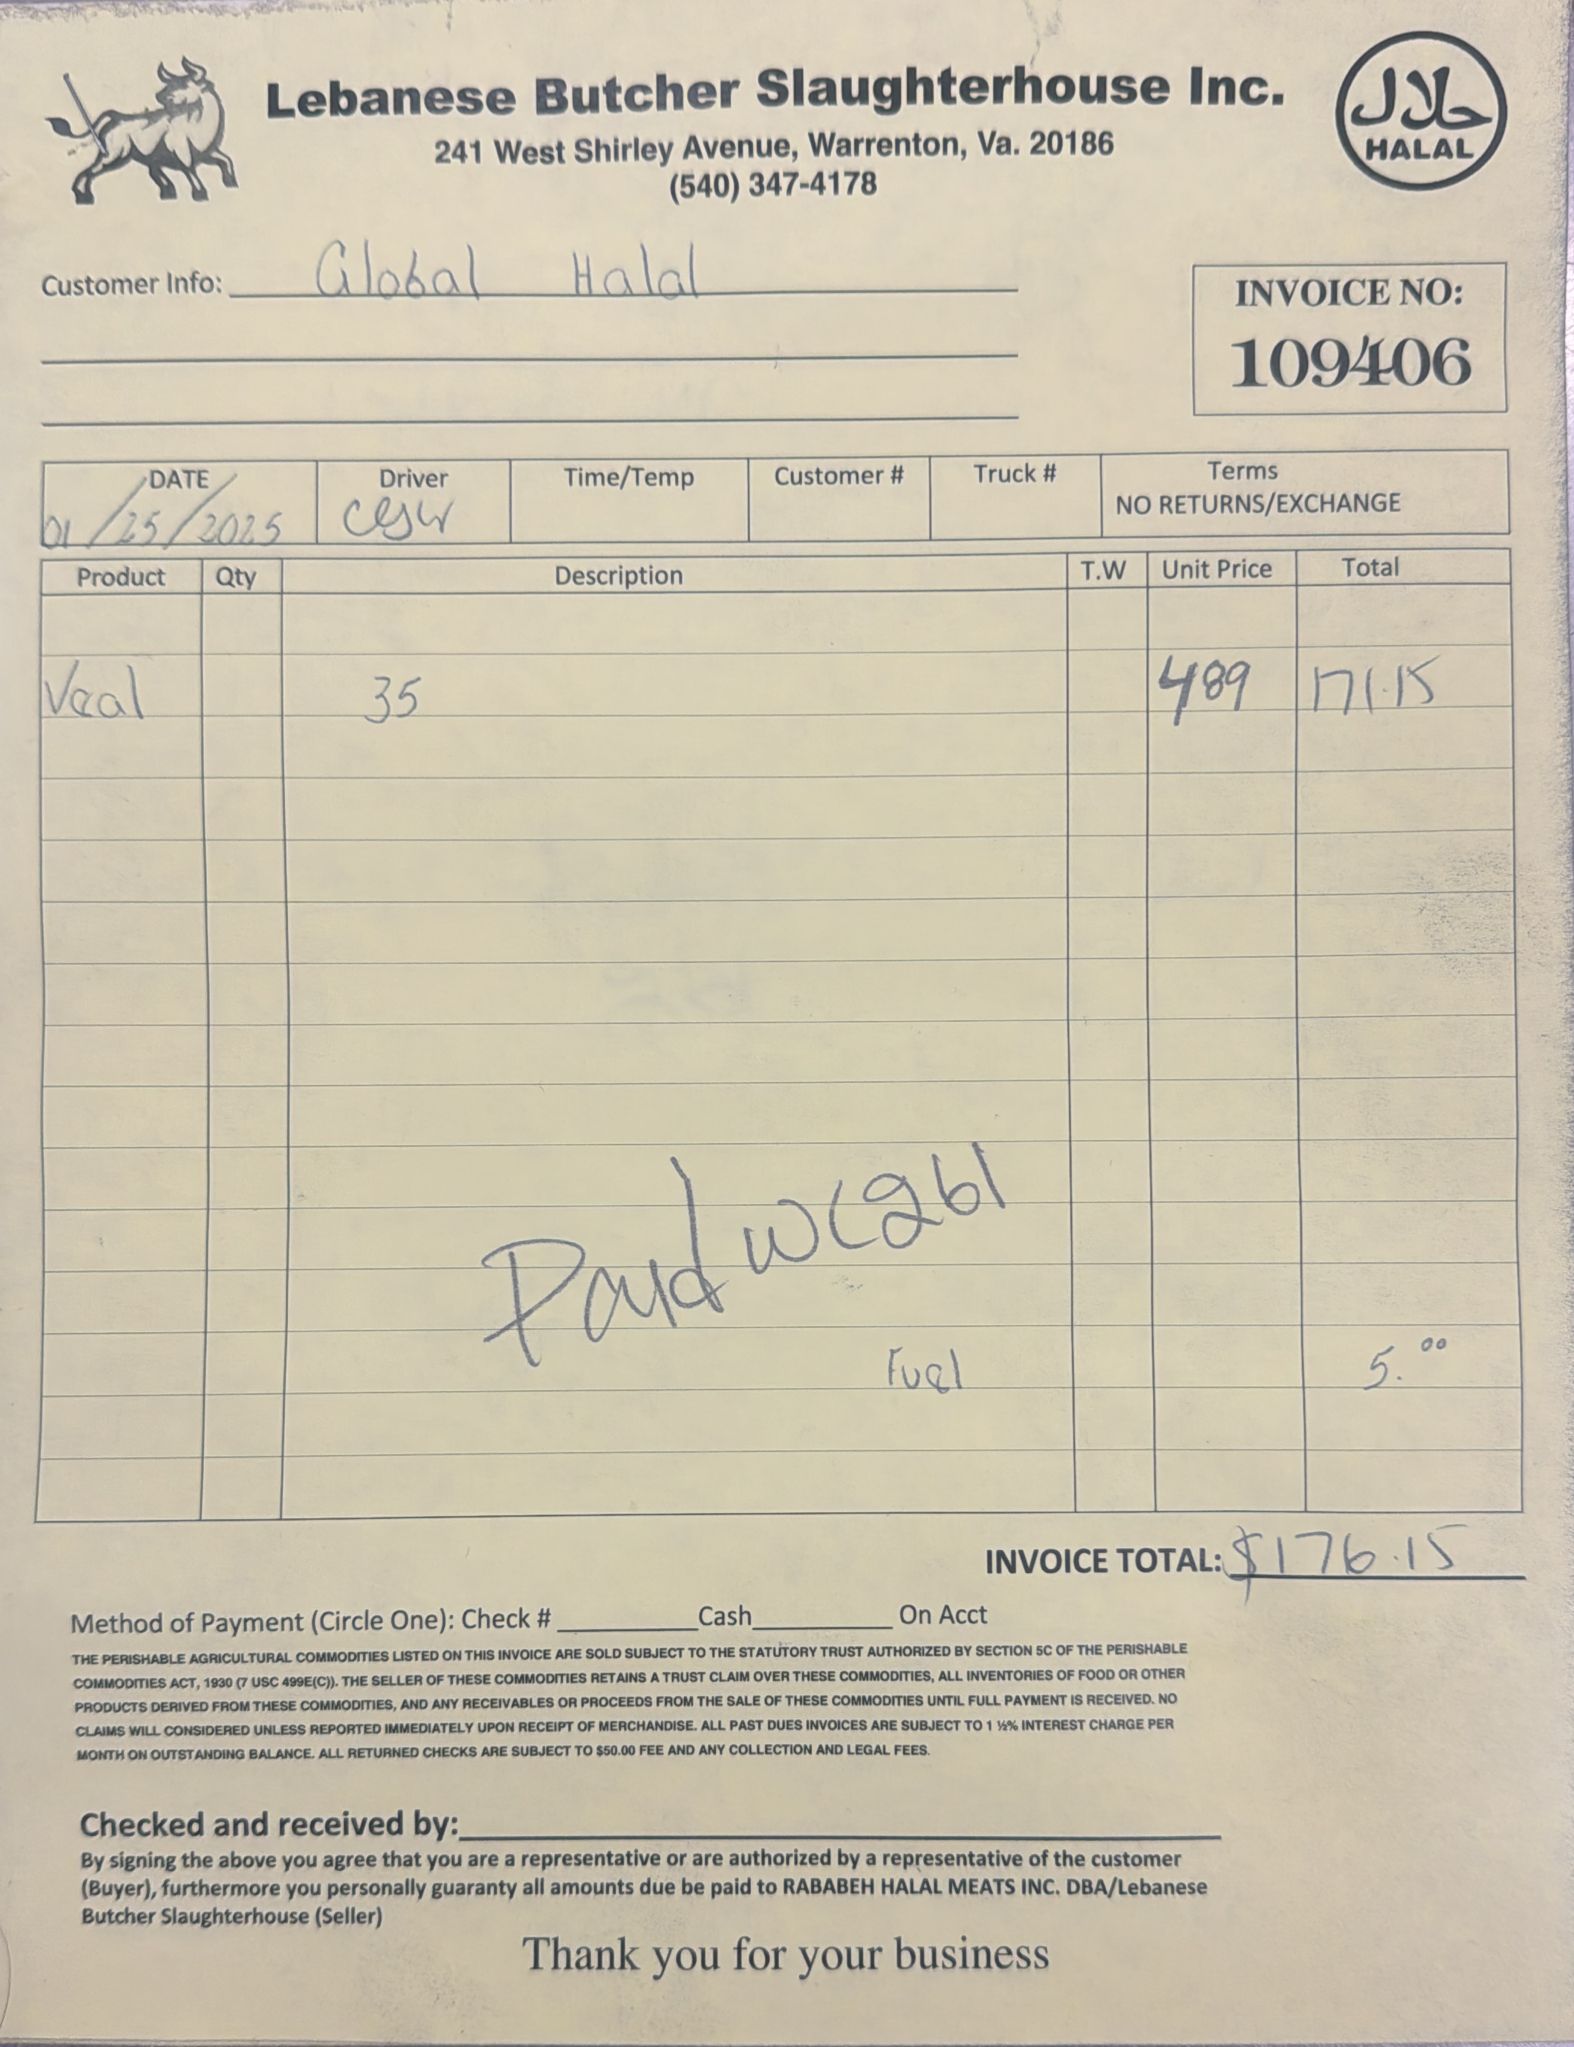 Lebanese Butcher Slaughterhouse Inc.
241 West Shirley Avenue, Warrenton, Va. 20186
(540) 347-4178
حلال
HALAL
Customer Info: Global Halal
INVOICE NO:
109406
DATE Driver Time/Temp Customer # Truck # Terms
01/25/2025 NO RETURNS/EXCHANGE
Product Qty Description T.W Unit Price Total
Veal 35 489 171.15
Paid
Fuel 5.00
INVOICE TOTAL: $176.15
Method of Payment (Circle One): Check # Cash On Acct
THE PERISHABLE AGRICULTURAL COMMODITIES LISTED ON THIS INVOICE ARE SOLD SUBJECT TO THE STATUTORY TRUST AUTHORIZED BY SECTION 5C OF THE PERISHABLE
COMMODITIES ACT, 1930 (7 USC 499E(C)). THE SELLER OF THESE COMMODITIES RETAINS A TRUST CLAIM OVER THESE COMMODITIES, ALL INVENTORIES OF FOOD OR OTHER
PRODUCTS DERIVED FROM THESE COMMODITIES, AND ANY RECEIVABLES OR PROCEEDS FROM THE SALE OF THESE COMMODITIES UNTIL FULL PAYMENT IS RECEIVED. NO
CLAIMS WILL CONSIDERED UNLESS REPORTED IMMEDIATELY UPON RECEIPT OF MERCHANDISE. ALL PAST DUES INVOICES ARE SUBJECT TO 1 ½% INTEREST CHARGE PER
MONTH ON OUTSTANDING BALANCE. ALL RETURNED CHECKS ARE SUBJECT TO $50.00 FEE AND ANY COLLECTION AND LEGAL FEES.
Checked and received by:
By signing the above you agree that you are a representative or are authorized by a representative of the customer
(Buyer), furthermore you personally guaranty all amounts due be paid to RABABEH HALAL MEATS INC. DBA/Lebanese
Butcher Slaughterhouse (Seller)
Thank you for your business